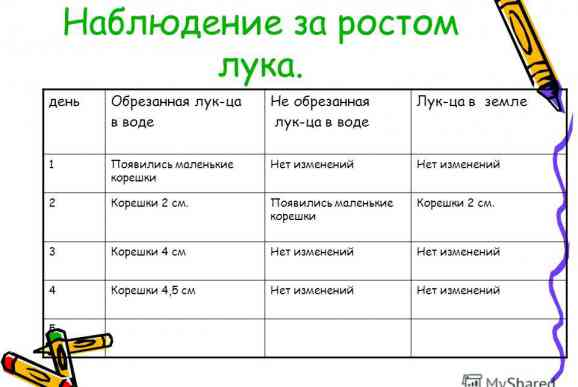 Наблюдение за ростом
лука.
день Обрезанная лук-ца Не обрезанная Лук-ца в земле
в воде лук-ца в воде
1 Появились маленькие Нет изменений Нет изменений
корешки
2 Корешки 2 см. Появились маленькие Корешки 2 см.
корешки
3 Корешки 4 см Нет изменений Нет изменений
4 Корешки 4,5 см Нет изменений Нет изменений
5
MyShared